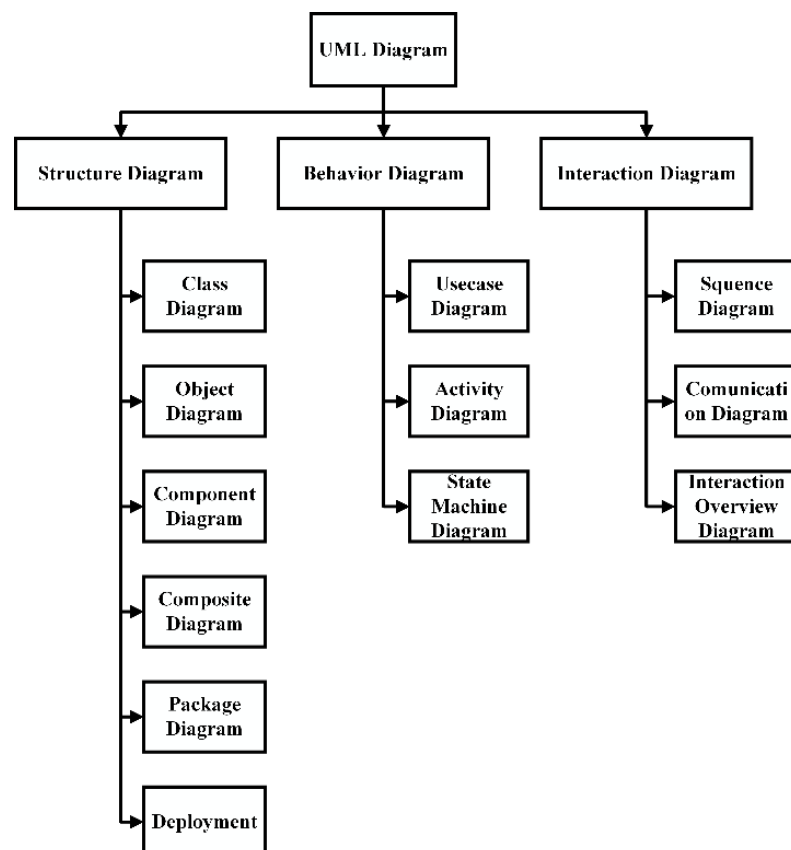 UML Diagram
Structure Diagram
Behavior Diagram
Interaction Diagram
Class
Diagram
Object
Diagram
Component
Diagram
Composite
Diagram
Package
Diagram
Deployment
Usecase
Diagram
Activity
Diagram
State
Machine
Diagram
Squence
Diagram
Comunicati
on Diagram
Interaction
Overview
Diagram